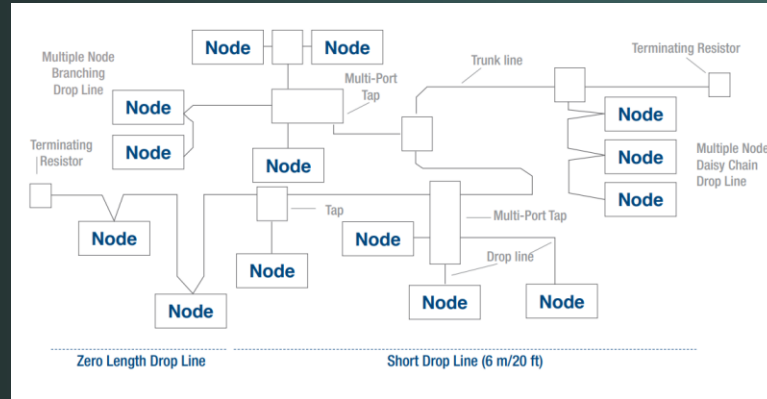 Node
Node
Multiple Node
Branching
Drop Line
Multi-Port
Tap
Trunk line
Terminating Resistor
Node
Node
Node
Terminating
Resistor
Node
Node
Node
Multiple Node
Daisy Chain
Drop Line
Tap
Multi-Port Tap
Node
Node
Node
Drop line
Node
Node
Node
Zero Length Drop Line
Short Drop Line (6 m/20 ft)